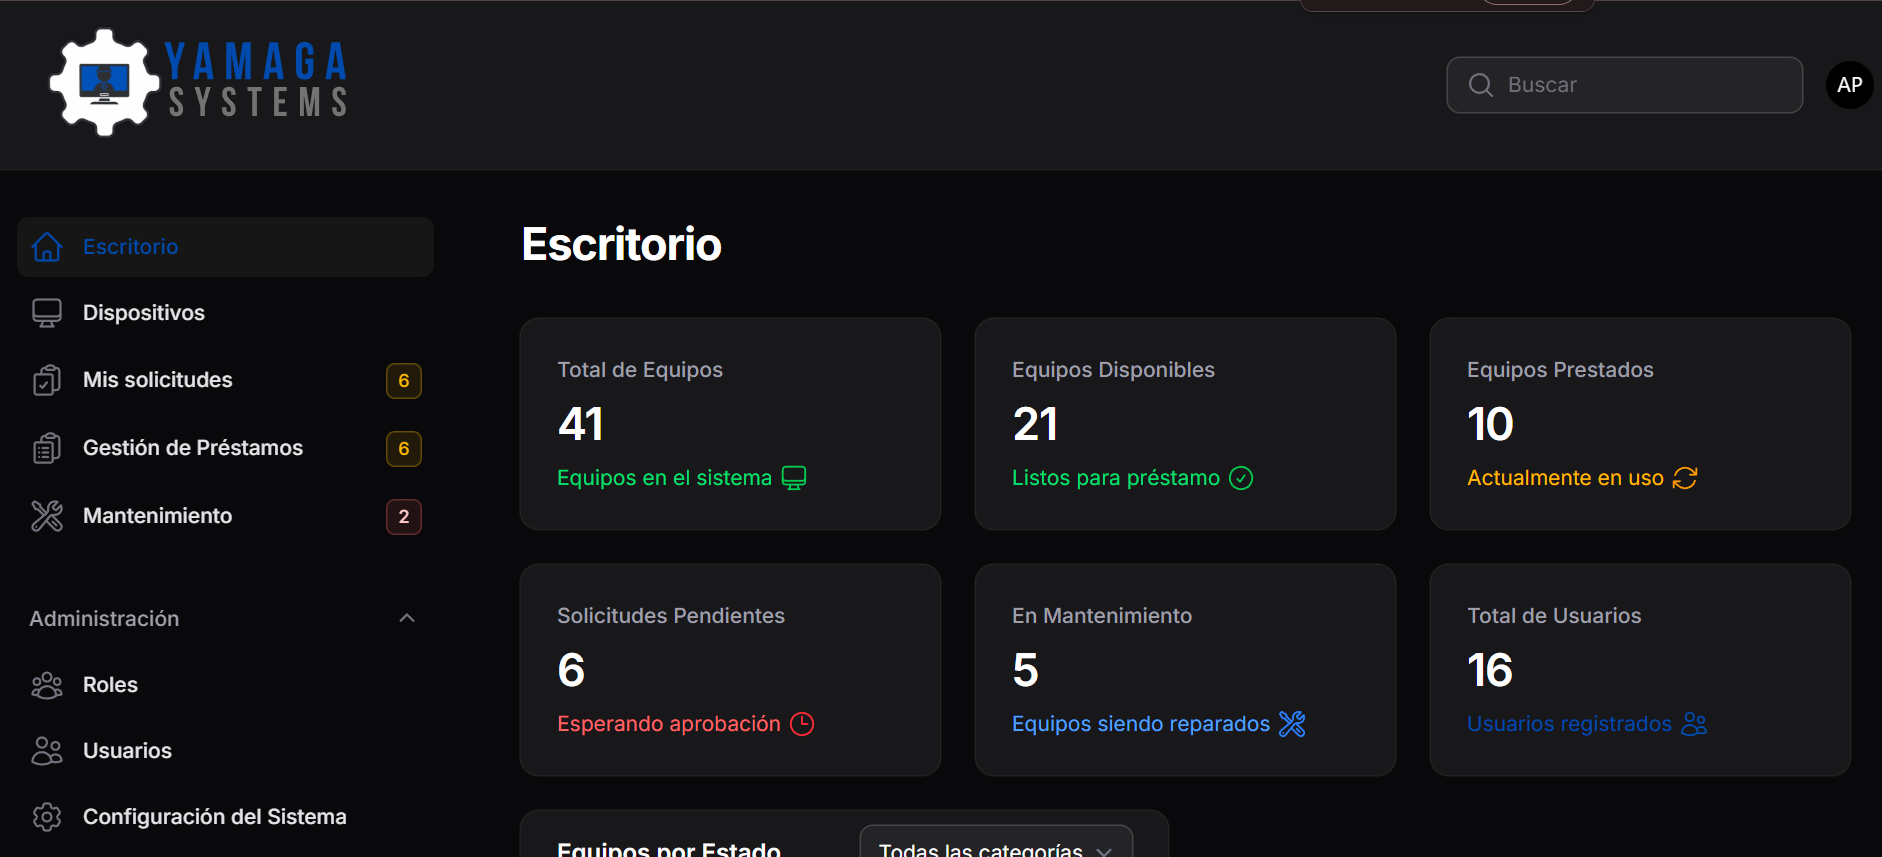 YAMAGA
SYSTEMS
Buscar
AP
Escritorio
Dispositivos
Mis solicitudes
6
Gestión de Préstamos
6
Mantenimiento
2
Administración
Roles
Usuarios
Configuración del Sistema
Escritorio
Total de Equipos
41
Equipos en el sistema
Equipos Disponibles
21
Listos para préstamo
Equipos Prestados
10
Actualmente en uso
Solicitudes Pendientes
6
Esperando aprobación
En Mantenimiento
5
Equipos siendo reparados
Total de Usuarios
16
Usuarios registrados
Equipos por Estado
Todas las categorías